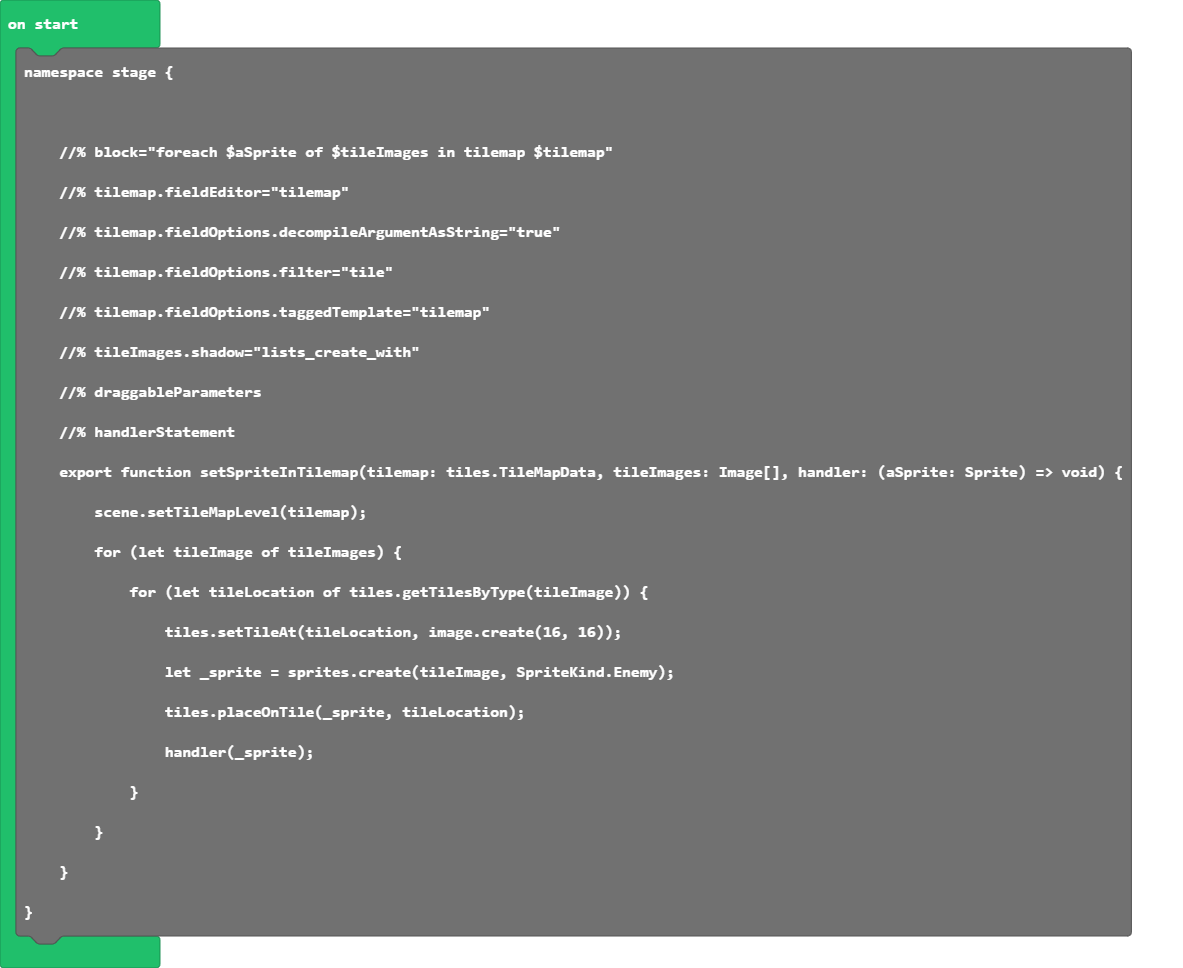 on start
namespace stage {
//% block="foreach $aSprite of $tileImages in tilemap $tilemap"
//% tilemap.fieldEditor="tilemap"
//% tilemap.fieldOptions.decompileArgumentAsString="true"
//% tilemap.fieldOptions.filter="tile"
//% tilemap.fieldOptions.taggedTemplate="tilemap"
//% tileImages.shadow="lists_create_with"
//% draggableParameters
//% handlerStatement
export function setSpriteInTilemap(tilemap: tiles.TileMapData, tileImages: Image[], handler: (aSprite: Sprite) => void) {
scene.setTileMapLevel(tilemap);
for (let tileImage of tileImages) {
for (let tileLocation of tiles.getTilesByType(tileImage)) {
tiles.setTileAt(tileLocation, image.create(16, 16));
let _sprite = sprites.create(tileImage, SpriteKind.Enemy);
tiles.placeOnTile(_sprite, tileLocation);
handler(_sprite);
}
}
}
}